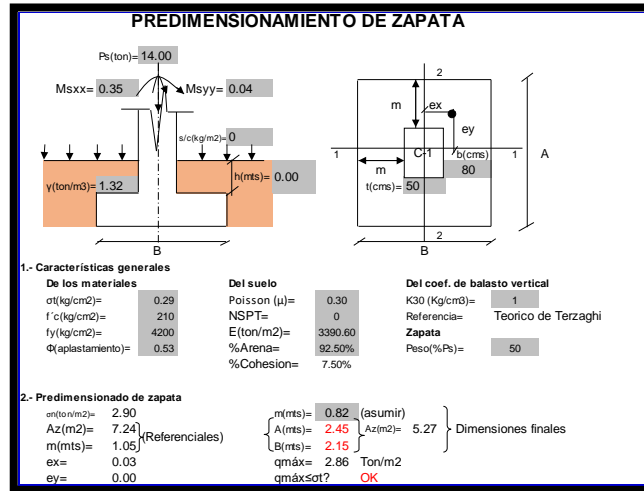 PREDIMENSIONAMIENTO DE ZAPATA
Ps(ton)= 14.00
Msxx= 0.35 Msyy= 0.04
s/c(kg/m2)= 0
h(mts)= 0.00
γ(ton/m3)= 1.32
B
2
m ex
ey
1 C-1 b(cms) 1 A
m 80
t(cms)= 50
2
B
1.- Características generales
De los materiales Del suelo Del coef. de balasto vertical
σt(kg/cm2)= 0.29 Poisson (μ)= 0.30 K30 (Kg/cm3)= 1
f´c(kg/cm2)= 210 NSPT= 0 Referencia= Teorico de Terzaghi
fy(kg/cm2)= 4200 E(ton/m2)= 3390.60 Zapata
Φ(aplastamiento)= 0.53 %Arena= 92.50% Peso(%Ps)= 50
%Cohesion= 7.50%
2.- Predimensionado de zapata
σn(ton/m2)= 2.90 m(mts)= 0.82 (asumir)
Az(m2)= 7.24 (Referenciales) A(mts)= 2.45 Az(m2)= 5.27 Dimensiones finales
m(mts)= 1.05 B(mts)= 2.15
ex= 0.03 qmáx= 2.86 Ton/m2
ey= 0.00 qmáx≤σt? OK